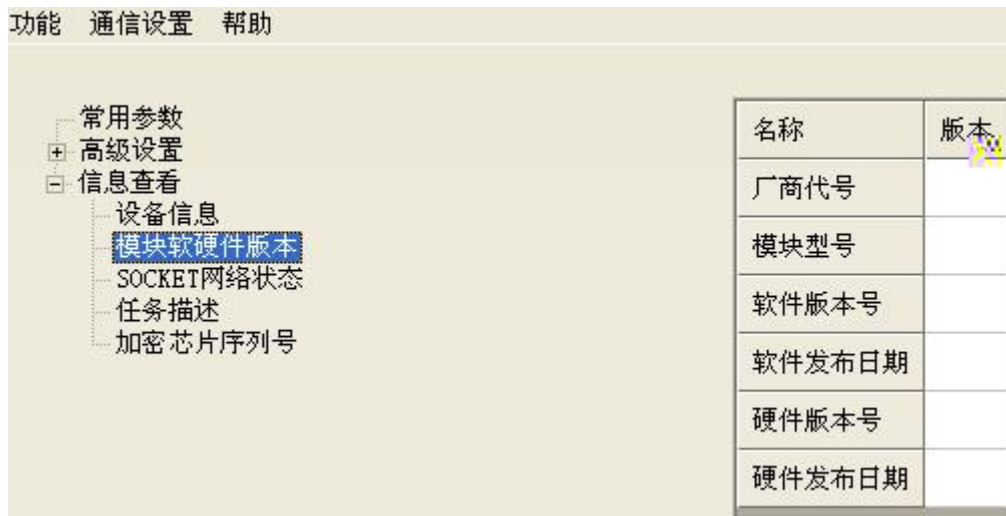 功能 通信设置 帮助
常用参数
高级设置
信息查看
设备信息
模块软硬件版本
SOCKET网络状态
任务描述
加密芯片序列号
名称 版本
厂商代号
模块型号
软件版本号
软件发布日期
硬件版本号
硬件发布日期